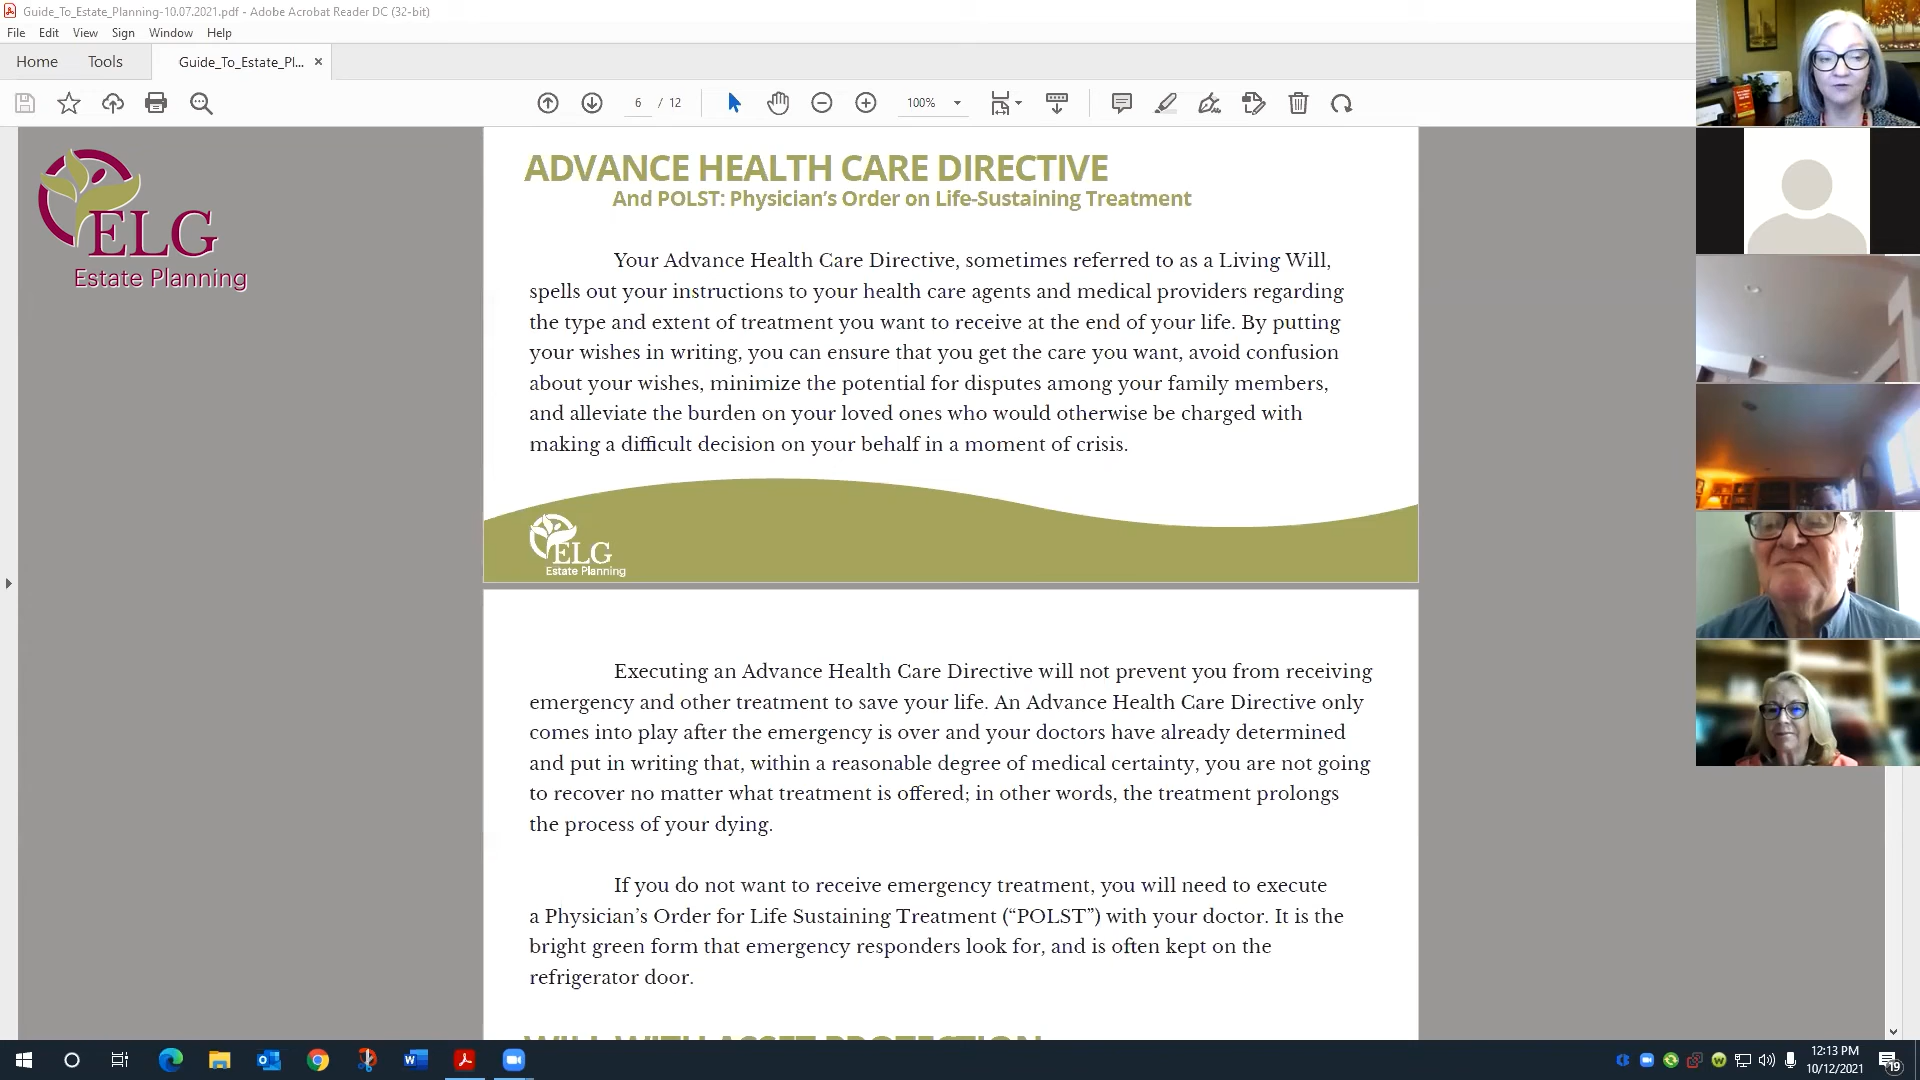 Guide_To_Estate_Planning-10.07.2021.pdf - Adobe Acrobat Reader DC (32-bit)
File Edit View Sign Window Help
Home Tools Guide_To_Estate_Pl... ×
6 / 12 100%
ELG
Estate Planning
ADVANCE HEALTH CARE DIRECTIVE
And POLST: Physician's Order on Life-Sustaining Treatment
Your Advance Health Care Directive, sometimes referred to as a Living Will,
spells out your instructions to your health care agents and medical providers regarding
the type and extent of treatment you want to receive at the end of your life. By putting
your wishes in writing, you can ensure that you get the care you want, avoid confusion
about your wishes, minimize the potential for disputes among your family members,
and alleviate the burden on your loved ones who would otherwise be charged with
making a difficult decision on your behalf in a moment of crisis.
ELG
Estate Planning
Executing an Advance Health Care Directive will not prevent you from receiving
emergency and other treatment to save your life. An Advance Health Care Directive only
comes into play after the emergency is over and your doctors have already determined
and put in writing that, within a reasonable degree of medical certainty, you are not going
to recover no matter what treatment is offered; in other words, the treatment prolongs
the process of your dying.
If you do not want to receive emergency treatment, you will need to execute
a Physician's Order for Life Sustaining Treatment (“POLST”) with your doctor. It is the
bright green form that emergency responders look for, and is often kept on the
refrigerator door.
WILL WITH ASSET PROTECTION
12:13 PM
10/12/2021
19